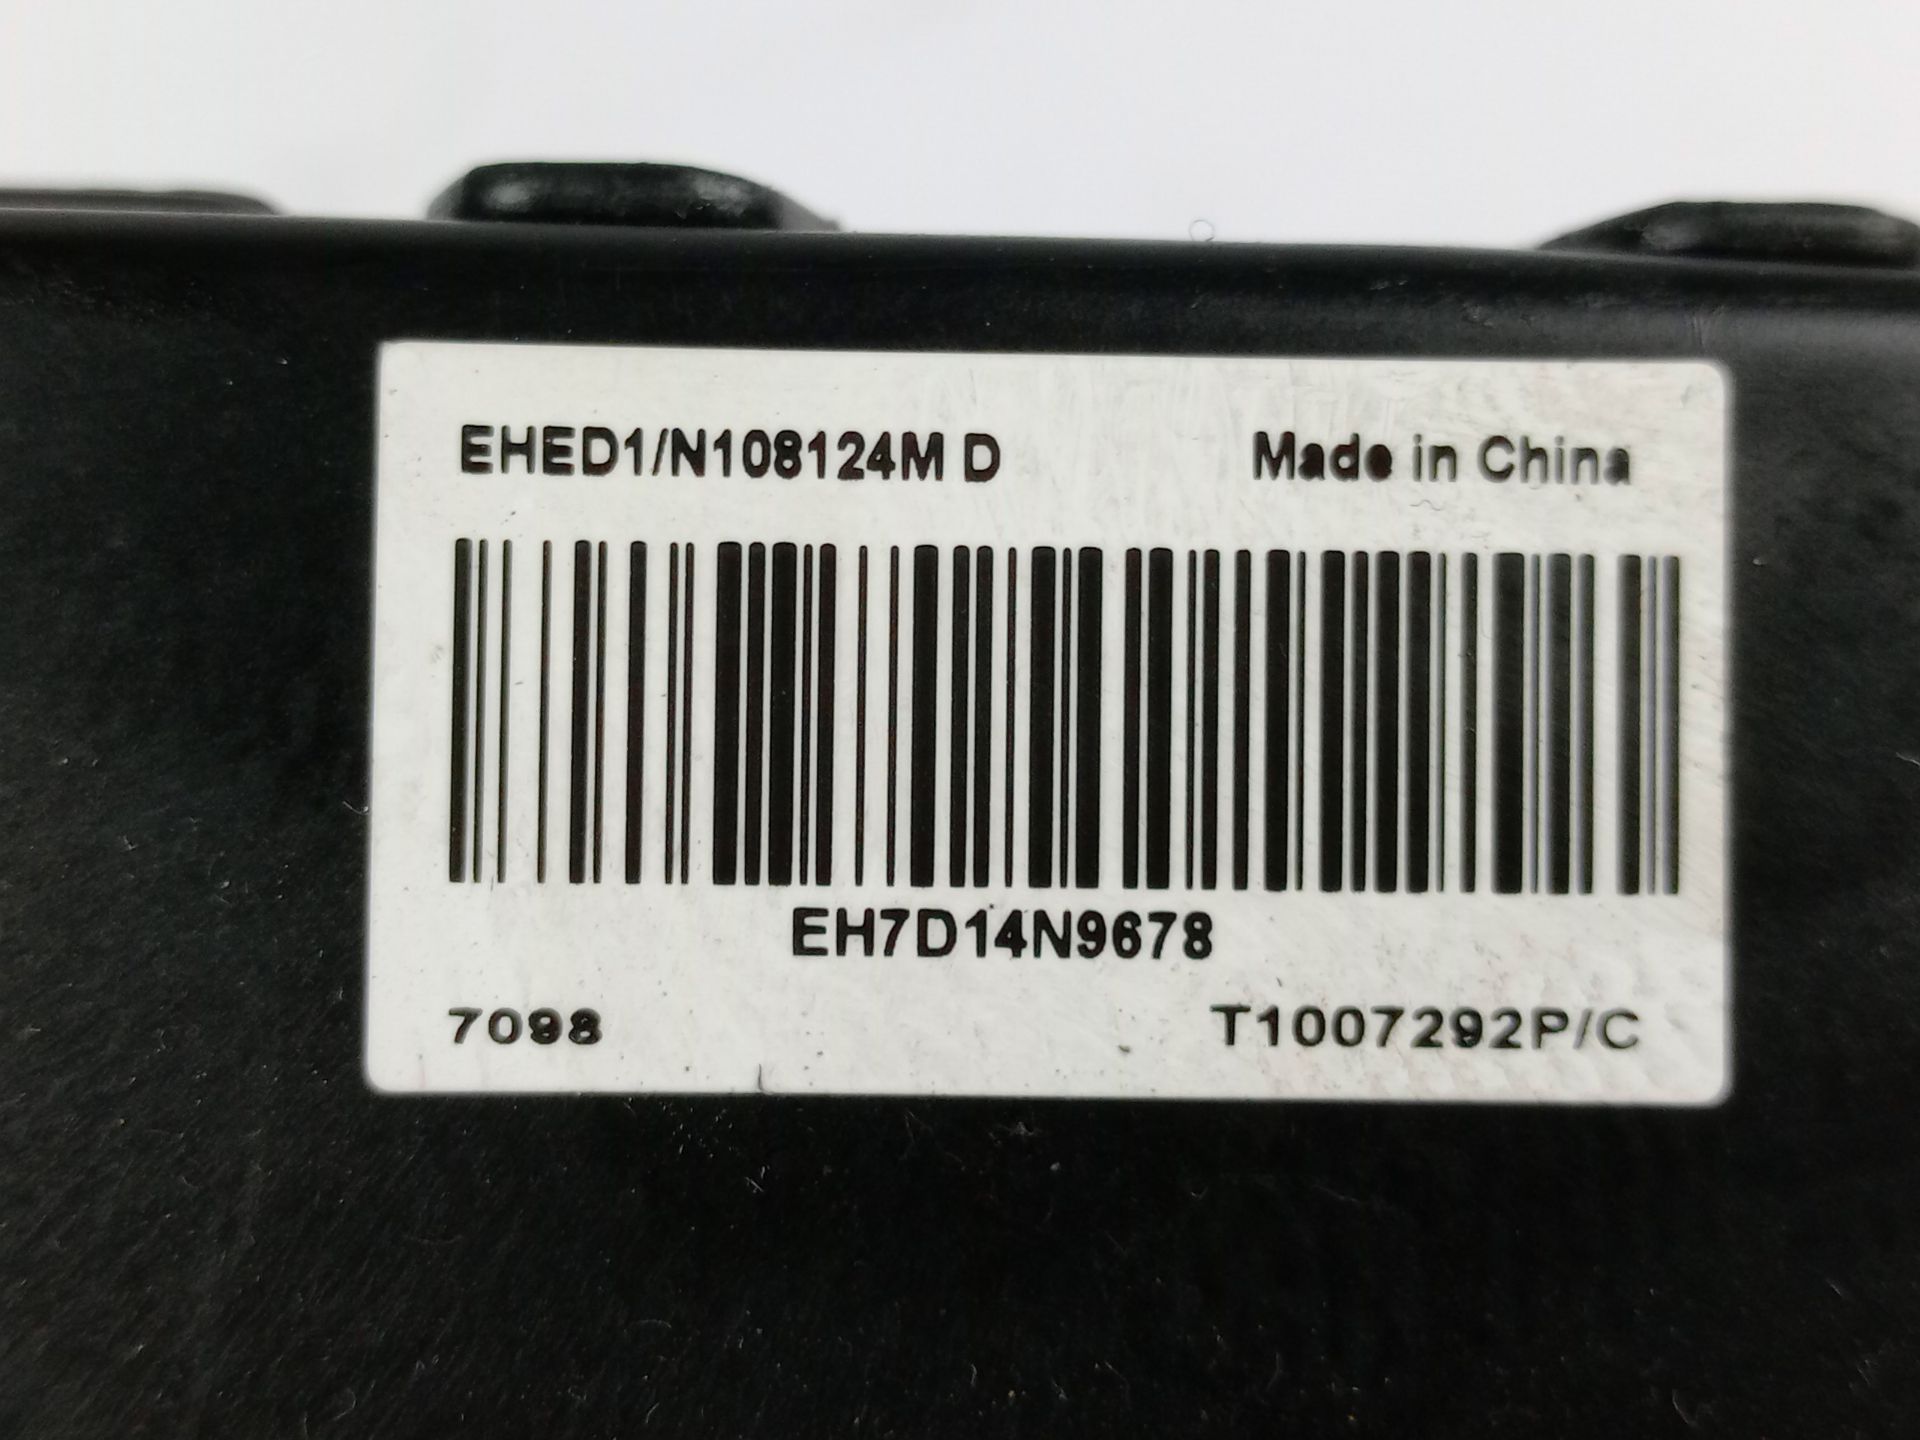 EHED1/N108124M D
Made in China
EH7D14N9678
7098
T1007292P/C